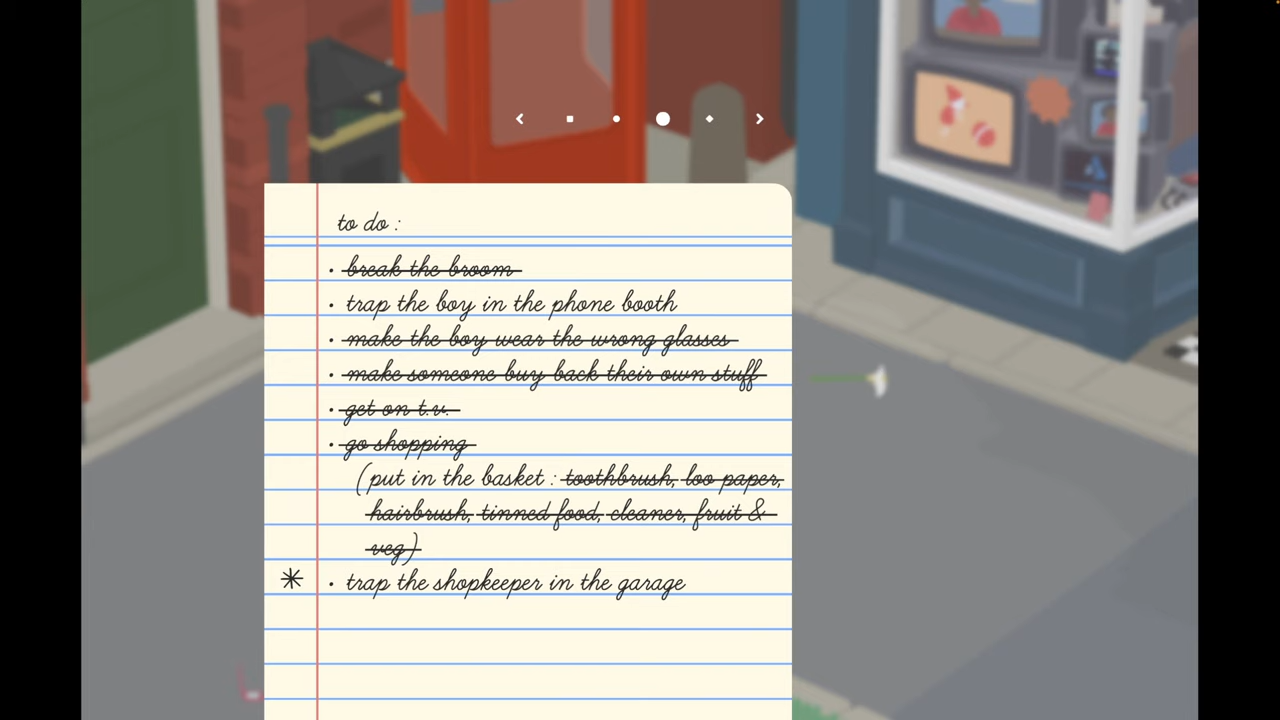 to do :
• break the broom
• trap the boy in the phone booth
• make the boy wear the wrong glasses
• make someone buy back their own stuff
• get on t.v.
• go shopping
(put in the basket : toothbrush, loo paper,
hairbrush, tinned food, cleaner, fruit &
veg)
• trap the shopkeeper in the garage